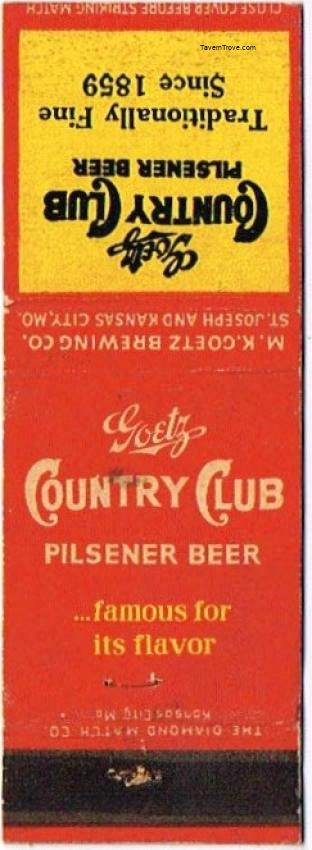 CLOSE COVER BEFORE STRIKING MATCH
TavernTrove.com
Since 1859
Traditionally Fine
PILSENER BEER
COUNTRY CLUB
Goetz
ST. JOSEPH AND KANSAS CITY, MO.
M. K. GOETZ BREWING CO.
Goetz
COUNTRY CLUB
PILSENER BEER
...famous for
its flavor
Kansas City, Mo.
THE DIAMOND MATCH CO.